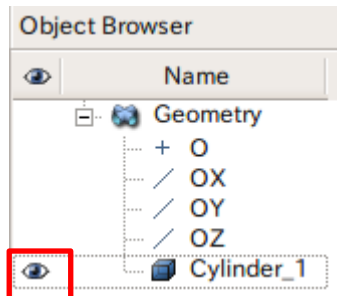 Object Browser
Name
Geometry
O
OX
OY
OZ
Cylinder_1